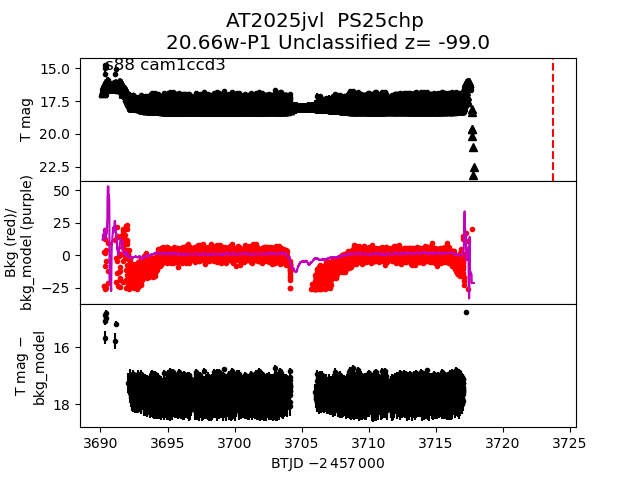 AT2025jvl  PS25chp
20.66w-P1 Unclassified z= -99.0
s88 cam1ccd3
15.0
17.5
20.0
22.5
T mag
50
25
0
−25
Bkg (red)/
bkg_model (purple)
16
18
T mag −
bkg_model
3690 3695 3700 3705 3710 3715 3720 3725
BTJD −2 457 000